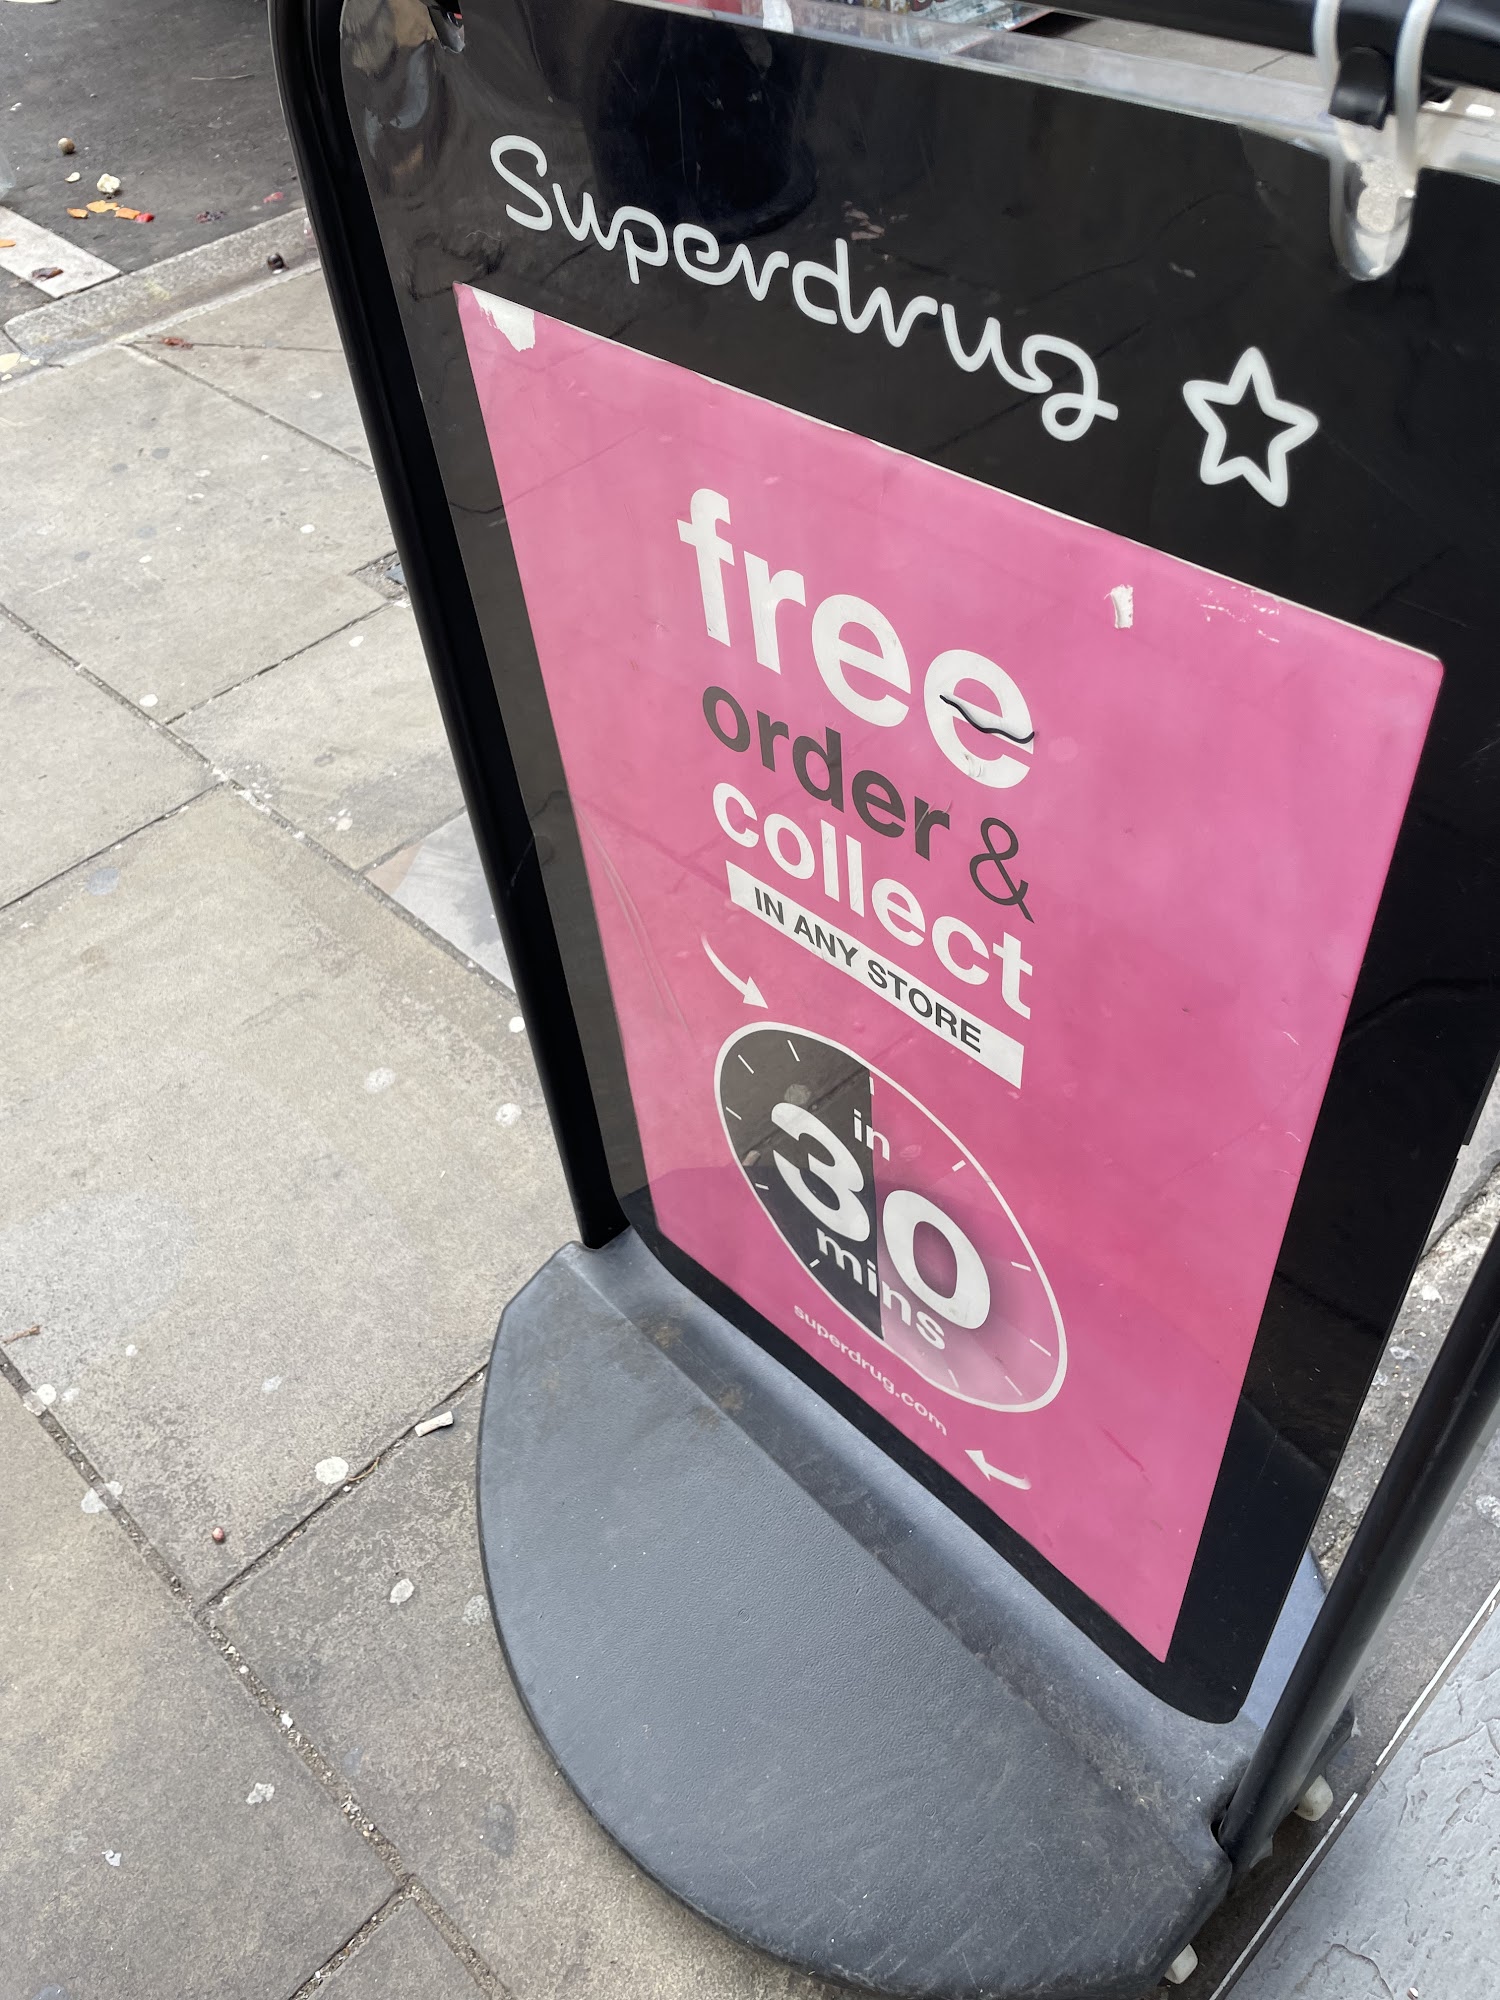 Superdrug
free
order &
collect
IN ANY STORE
in
30
mins
superdrug.com